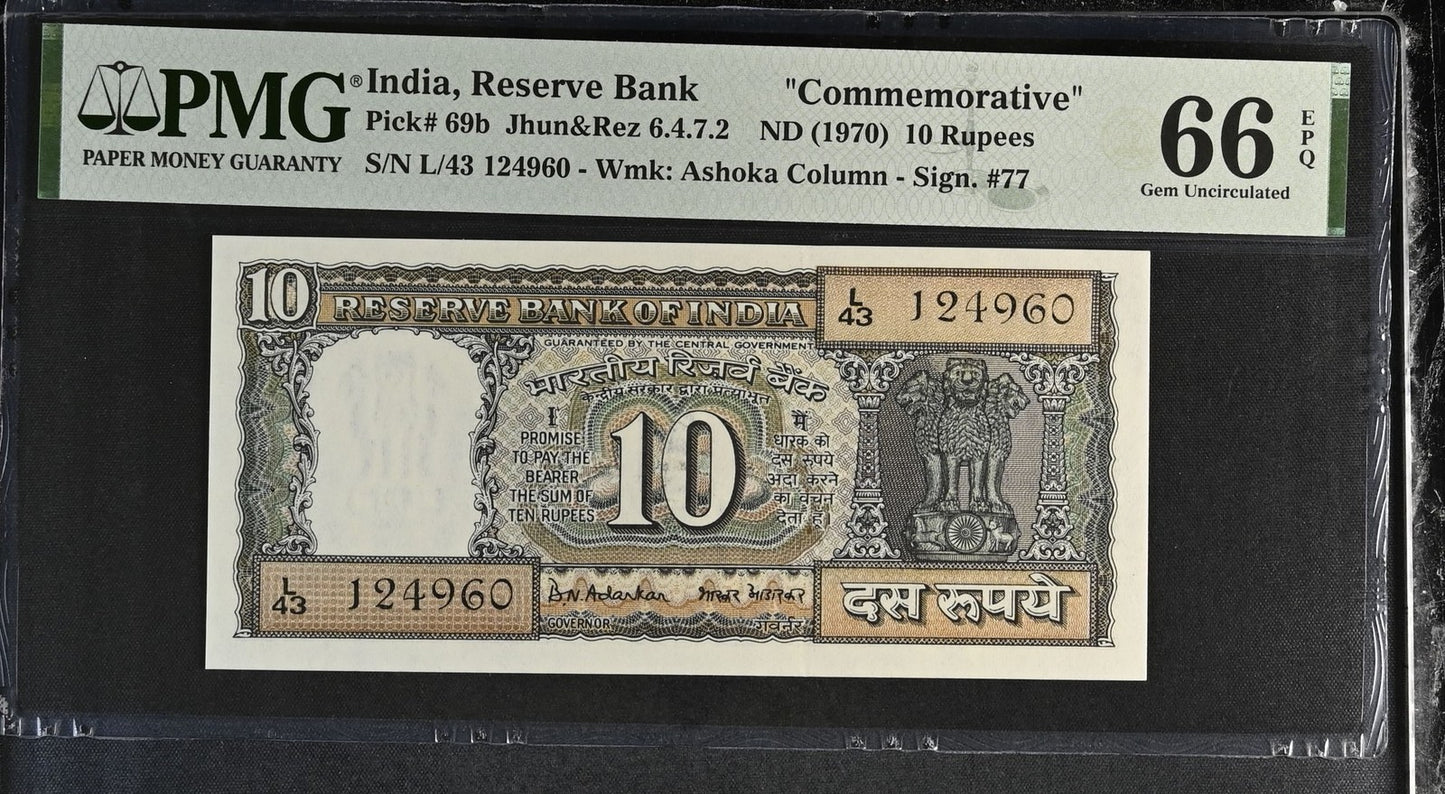 PMG®
PAPER MONEY GUARANTY
India, Reserve Bank "Commemorative"
Pick# 69b Jhun&Rez 6.4.7.2 ND (1970) 10 Rupees
S/N L/43 124960 - Wmk: Ashoka Column - Sign. #77
66
EPQ
Gem Uncirculated
10
RESERVE BANK OF INDIA
L/43 124960
GUARANTEED BY THE CENTRAL GOVERNMENT
भारतीय रिज़र्व बैंक
केन्द्रीय सरकार द्वारा प्रत्याभूत
I
PROMISE
TO PAY THE
BEARER
THE SUM OF
TEN RUPEES
10
मैं
धारक को
दस रुपये
अदा करने
का वचन
देता हूँ।
L/43 124960
B.N. Adarkar
GOVERNOR
गवर्नर
दस रूपये